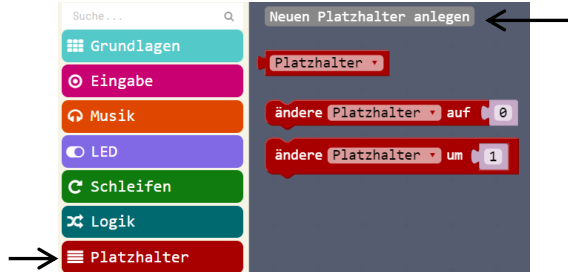 Suche...
Grundlagen
Eingabe
Musik
LED
Schleifen
Logik
Platzhalter
Neuen Platzhalter anlegen
Platzhalter
ändere Platzhalter auf 0
ändere Platzhalter um 1